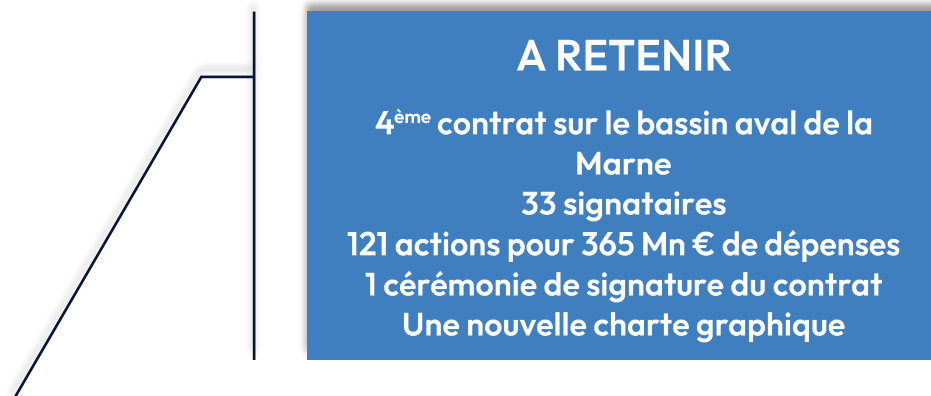 A RETENIR
4ème contrat sur le bassin aval de la
Marne
33 signataires
121 actions pour 365 Mn € de dépenses
1 cérémonie de signature du contrat
Une nouvelle charte graphique